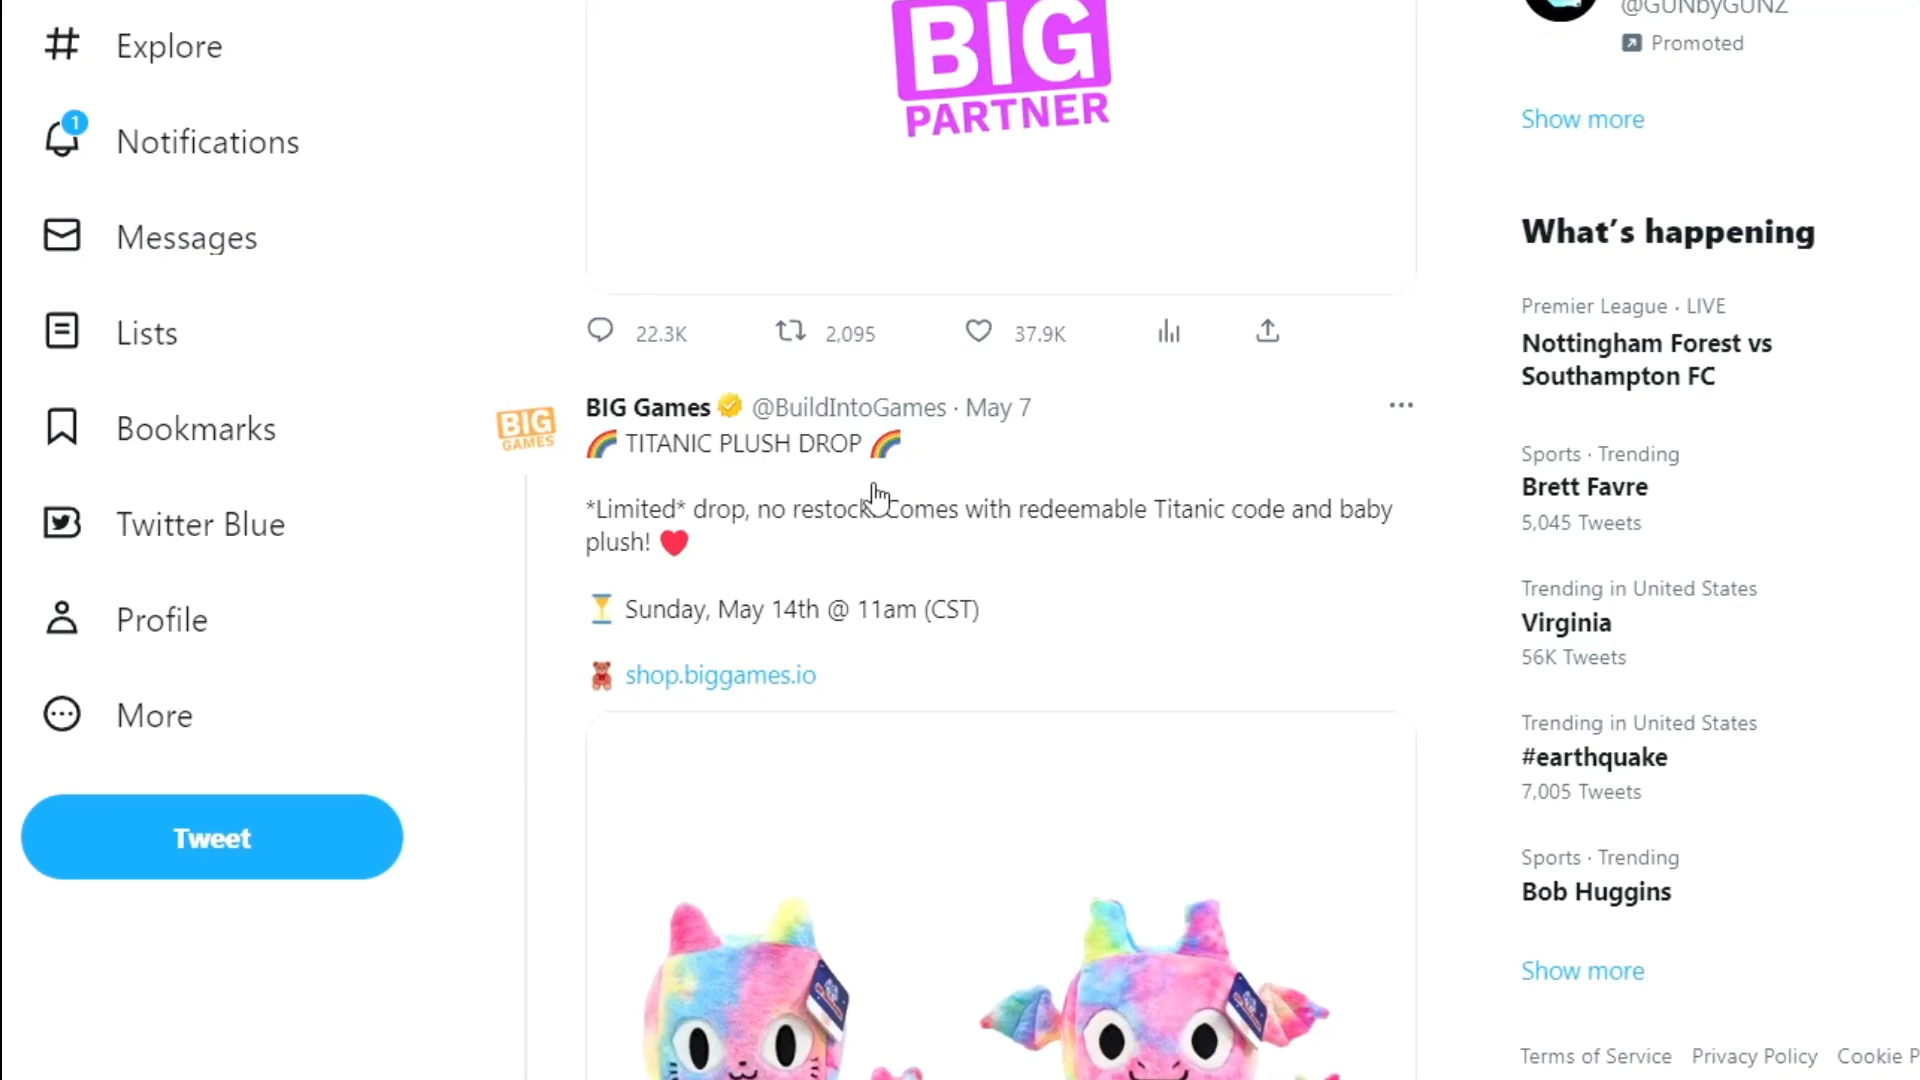 Explore
1
Notifications
Messages
Lists
Bookmarks
Twitter Blue
Profile
More
Tweet
BIG
PARTNER
22.3K 2,095 37.9K
BIG
GAMES
BIG Games @BuildIntoGames · May 7
TITANIC PLUSH DROP
*Limited* drop, no restock Comes with redeemable Titanic code and baby
plush!
Sunday, May 14th @ 11am (CST)
shop.biggames.io
@GUNbyGUNZ
Promoted
Show more
What's happening
Premier League · LIVE
Nottingham Forest vs
Southampton FC
Sports · Trending
Brett Favre
5,045 Tweets
Trending in United States
Virginia
56K Tweets
Trending in United States
#earthquake
7,005 Tweets
Sports · Trending
Bob Huggins
Show more
Terms of Service Privacy Policy Cookie P